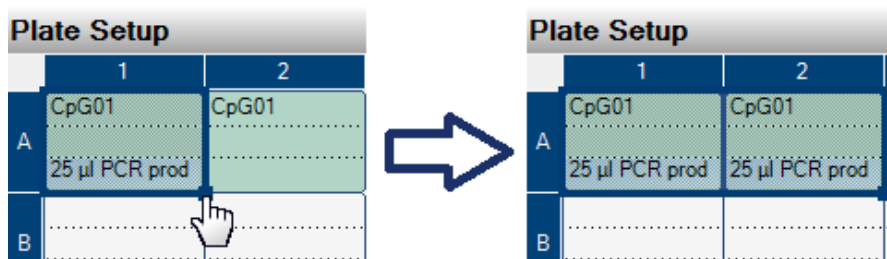 Plate Setup
1 2
A CpG01 CpG01
25 µl PCR prod
B
Plate Setup
1 2
A CpG01 CpG01
25 µl PCR prod 25 µl PCR prod
B